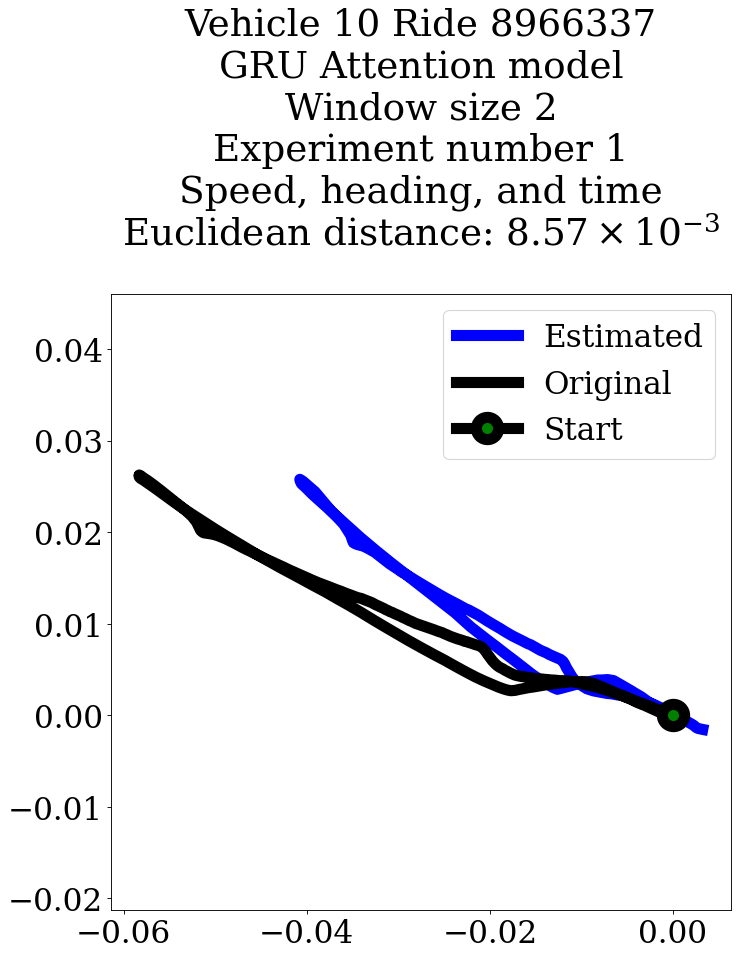 Vehicle 10 Ride 8966337
GRU Attention model
Window size 2
Experiment number 1
Speed, heading, and time
Euclidean distance: 8.57 × 10⁻³
Estimated
Original
Start
0.04
0.03
0.02
0.01
0.00
−0.01
−0.02
−0.06
−0.04
−0.02
0.00